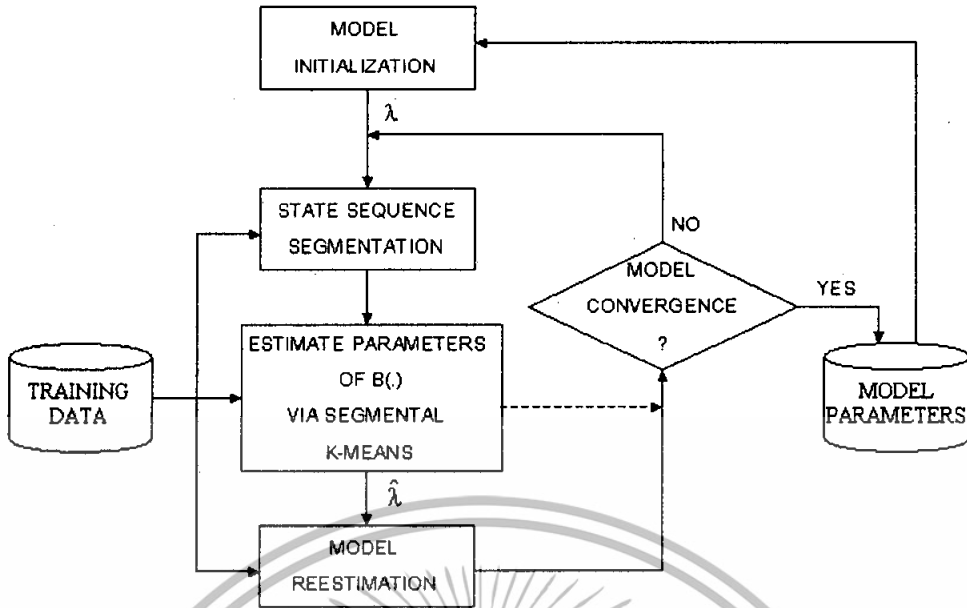 MODEL
INITIALIZATION
λ
STATE SEQUENCE
SEGMENTATION
NO
MODEL
CONVERGENCE
?
YES
ESTIMATE PARAMETERS
OF B(.)
VIA SEGMENTAL
K-MEANS
TRAINING
DATA
MODEL
PARAMETERS
λ̂
MODEL
REESTIMATION